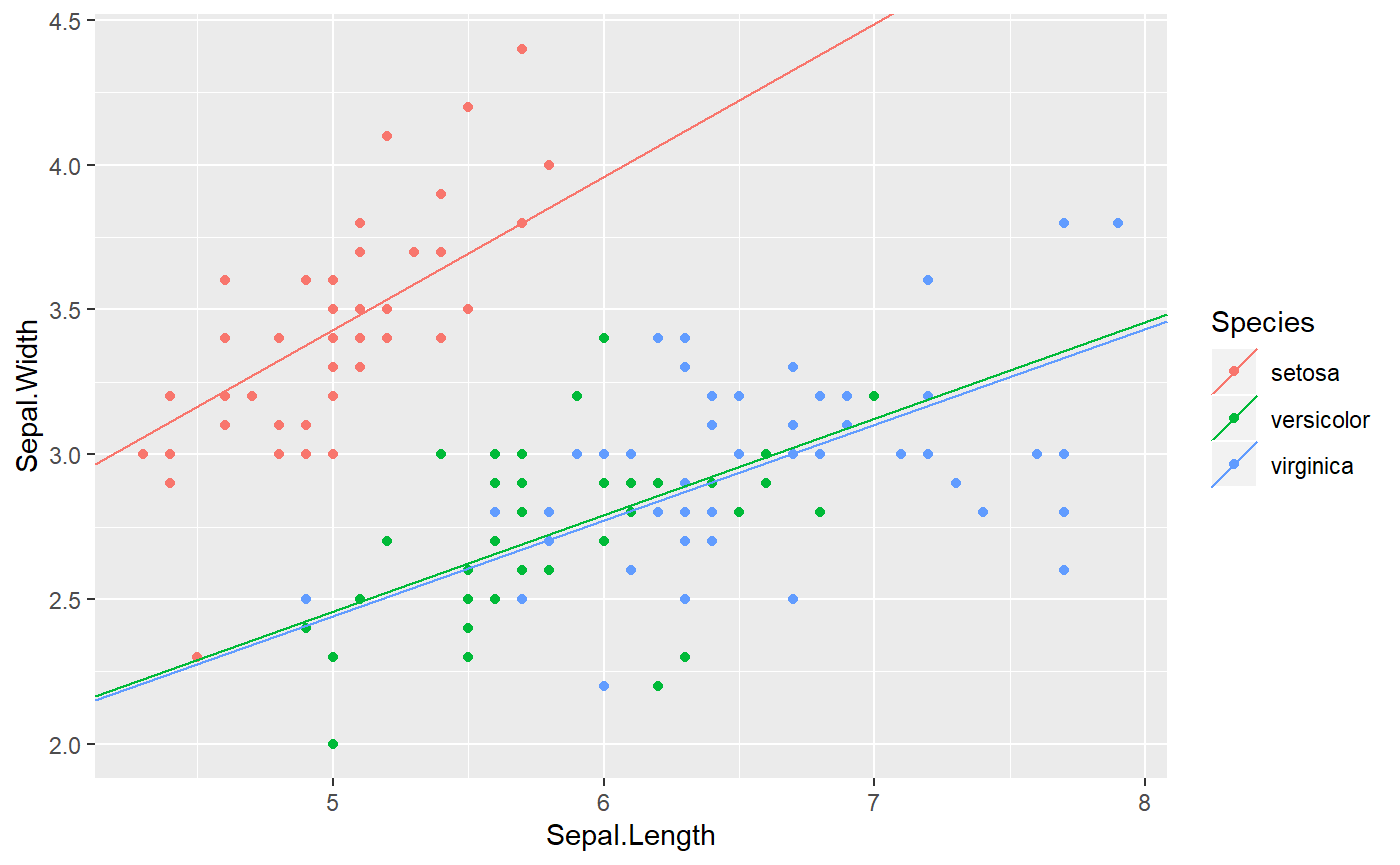 4.5
4.0
3.5
3.0
2.5
2.0
Sepal.Width
5 6 7 8
Sepal.Length
Species
setosa
versicolor
virginica